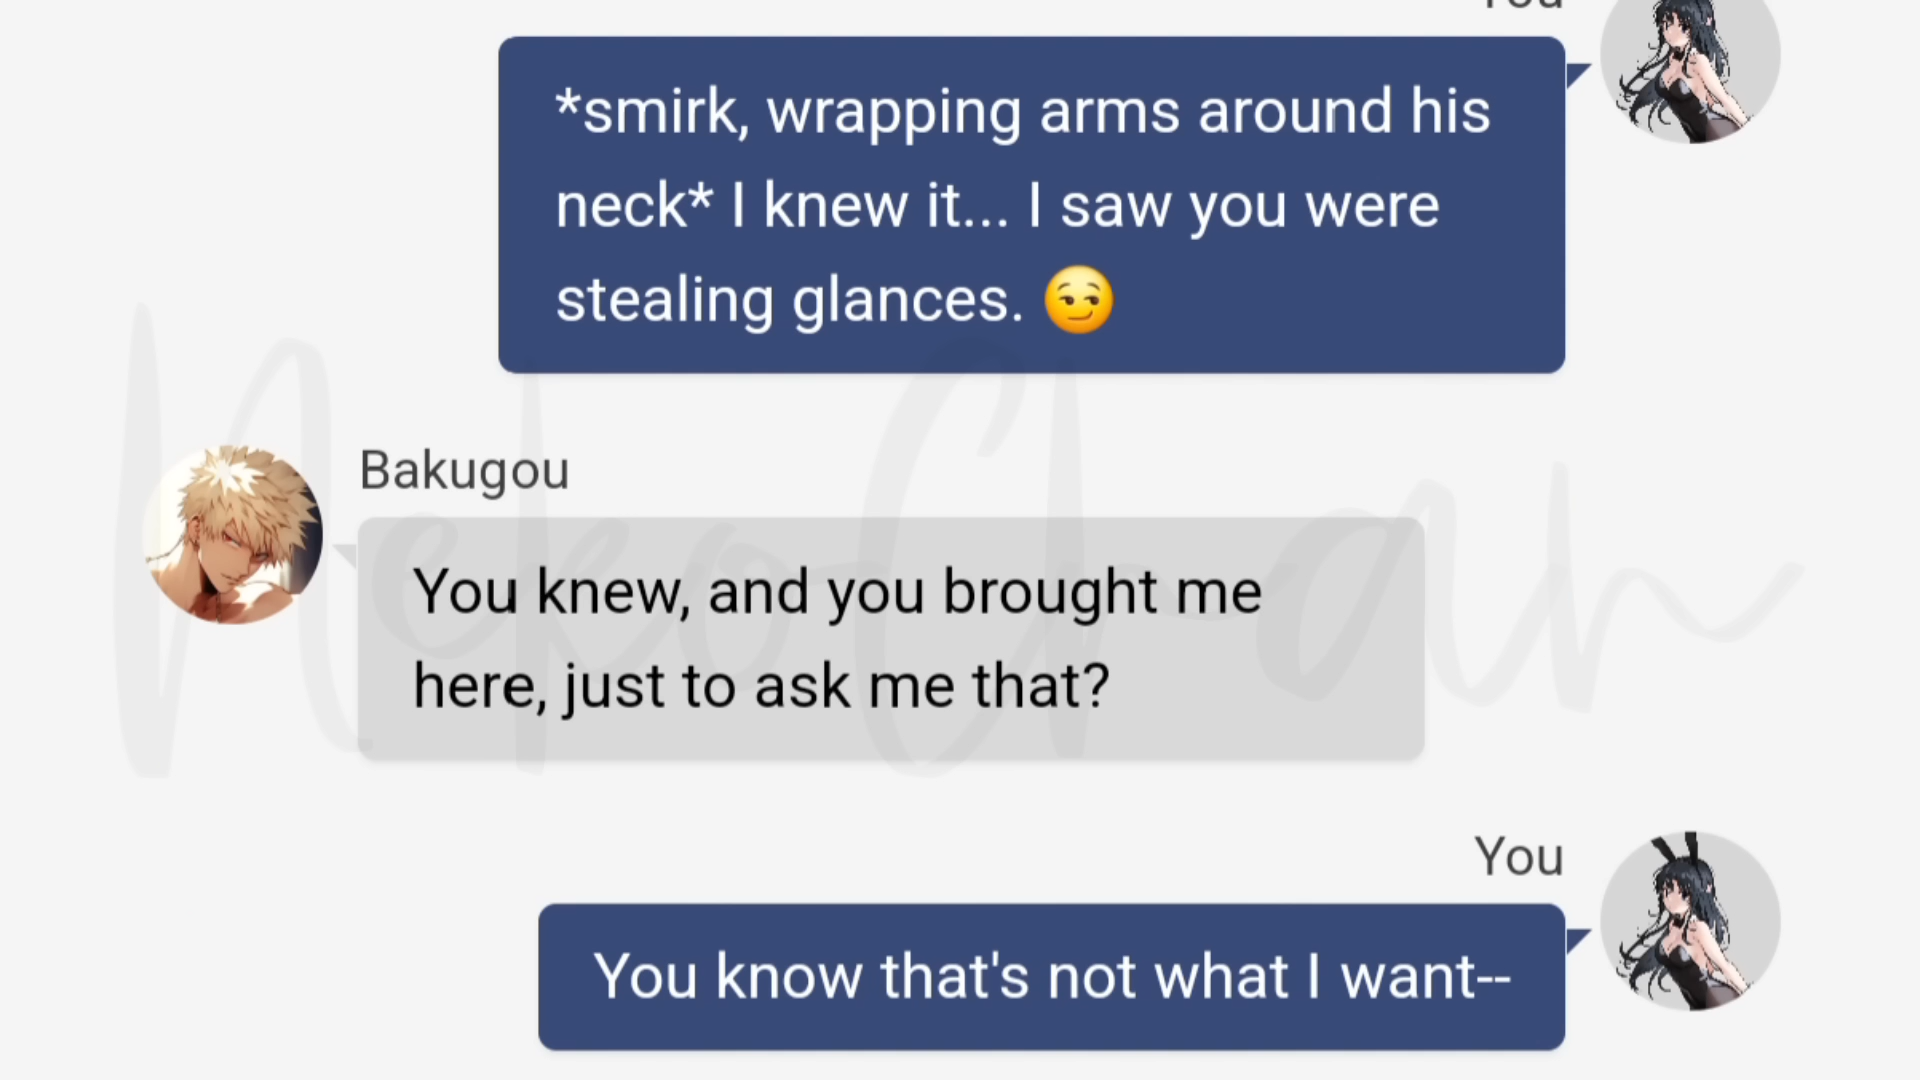 You
*smirk, wrapping arms around his
neck* I knew it... I saw you were
stealing glances. 😏
Bakugou
You knew, and you brought me
here, just to ask me that?
You
You know that's not what I want--